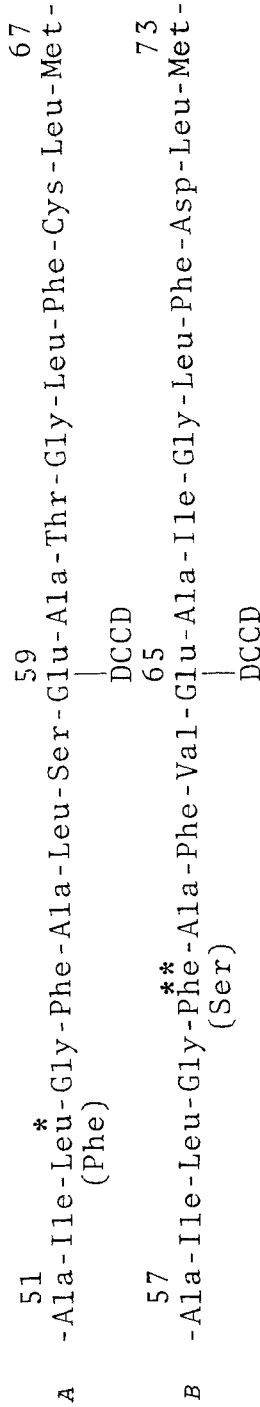 51 59 67
A -Ala-Ile-Leu*-Gly-Phe-Ala-Leu-Ser-Glu-Ala-Thr-Gly-Leu-Phe-Cys-Leu-Met-
(Phe) DCCD
57 65 73
B -Ala-Ile-Leu-Gly-Phe**-Ala-Phe-Val-Glu-Ala-Ile-Gly-Leu-Phe-Asp-Leu-Met-
(Ser) DCCD